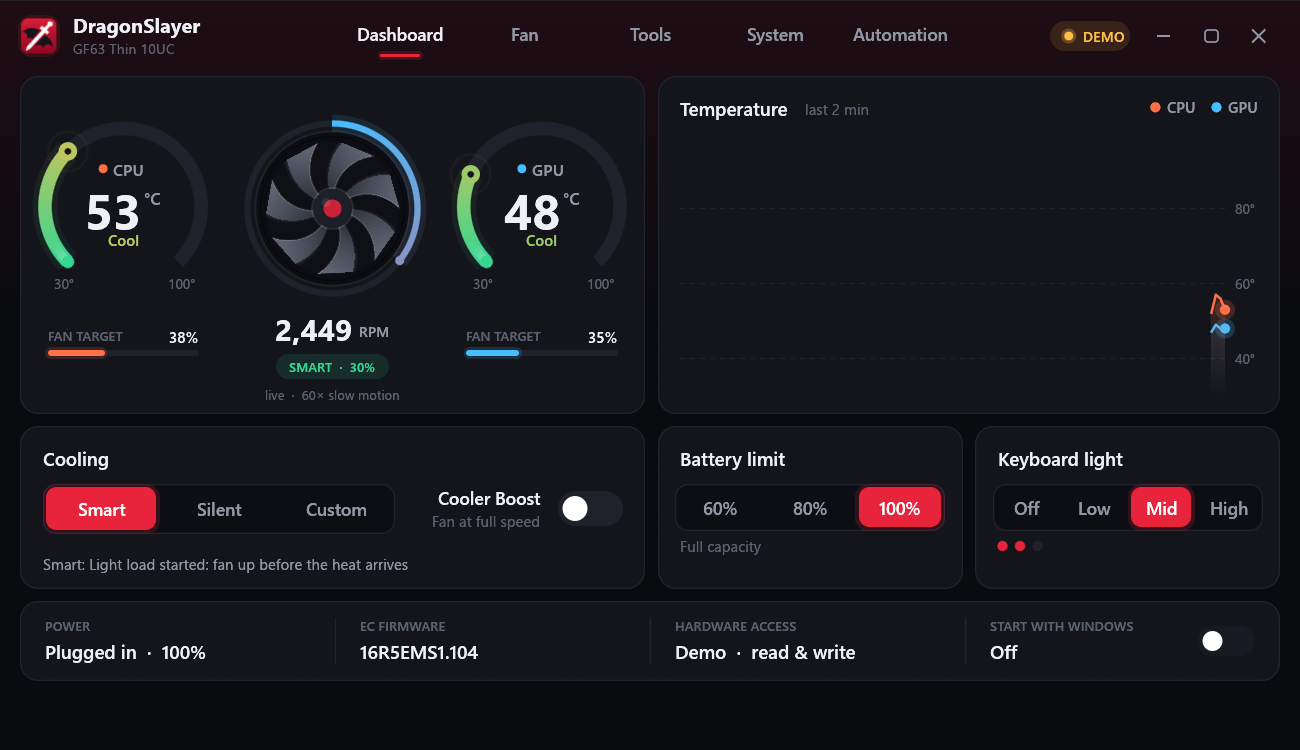 DragonSlayer
GF63 Thin 10UC
Dashboard Fan Tools System Automation
DEMO
CPU
53 °C
Cool
30° 100°
FAN TARGET 38%
2,449 RPM
SMART · 30%
live · 60× slow motion
GPU
48 °C
Cool
30° 100°
FAN TARGET 35%
Temperature last 2 min
CPU GPU
80°
60°
40°
Cooling
Smart Silent Custom
Cooler Boost
Fan at full speed
Smart: Light load started: fan up before the heat arrives
Battery limit
60% 80% 100%
Full capacity
Keyboard light
Off Low Mid High
POWER
Plugged in · 100%
EC FIRMWARE
16R5EMS1.104
HARDWARE ACCESS
Demo · read & write
START WITH WINDOWS
Off